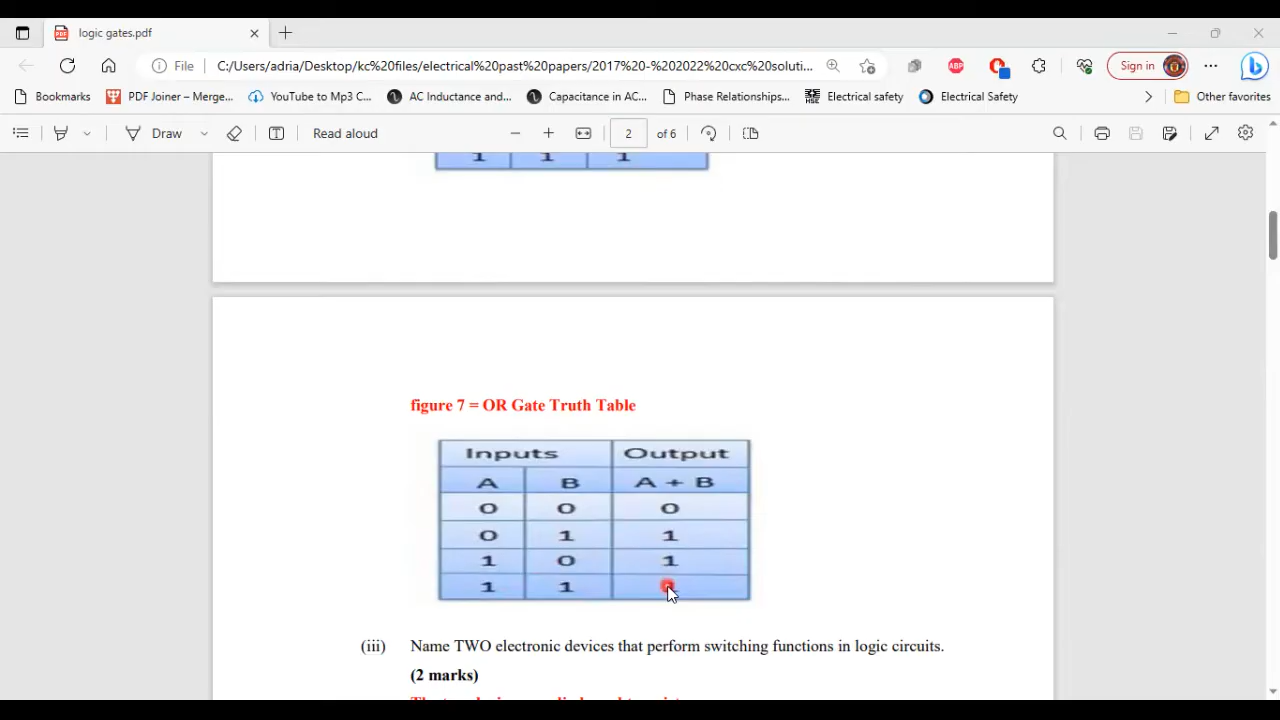 logic gates.pdf
File C:/Users/adria/Desktop/kc%20files/electrical%20past%20papers/2017%20-%202022%20cxc%20soluti... Sign in
Bookmarks PDF Joiner – Merge... YouTube to Mp3 C... AC Inductance and... Capacitance in AC... Phase Relationships... Electrical safety Electrical Safety Other favorites
Draw Read aloud 2 of 6
1 1 1
figure 7 = OR Gate Truth Table
Inputs Output
A B A + B
0 0 0
0 1 1
1 0 1
1 1
(iii) Name TWO electronic devices that perform switching functions in logic circuits.
(2 marks)